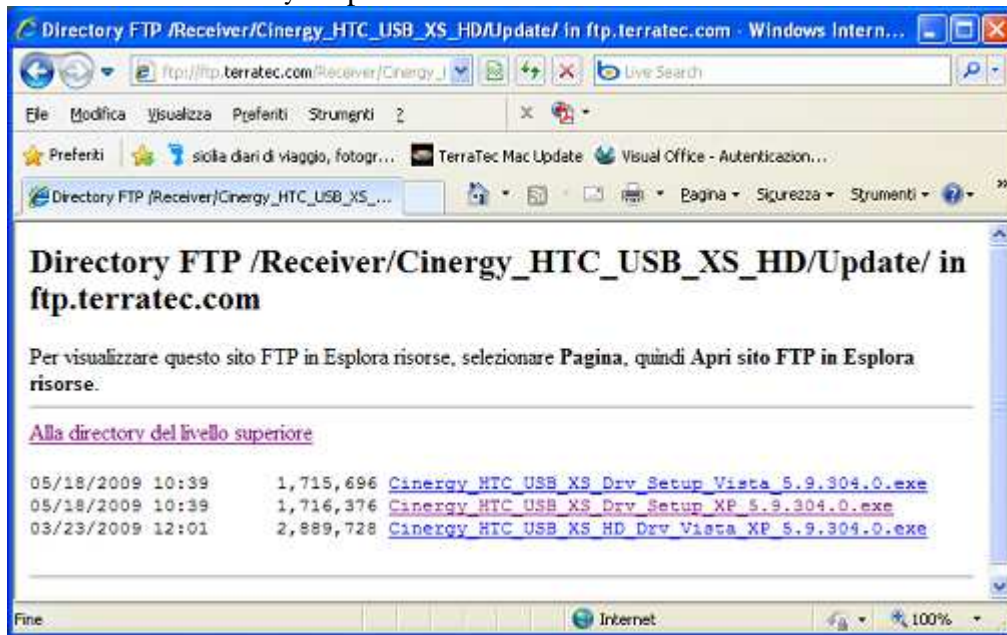 Directory FTP /Receiver/Cinergy_HTC_USB_XS_HD/Update/ in ftp.terratec.com - Windows Intern...
ftp://ftp.terratec.com/Receiver/Cinergy_
Live Search
File Modifica Visualizza Preferiti Strumenti ?
Preferiti sicilia diari di viaggio, fotogr... TerraTec Mac Update Visual Office - Autenticazion...
Directory FTP /Receiver/Cinergy_HTC_USB_XS_... Pagina Sicurezza Strumenti
Directory FTP /Receiver/Cinergy_HTC_USB_XS_HD/Update/ in
ftp.terratec.com
Per visualizzare questo sito FTP in Esplora risorse, selezionare Pagina, quindi Apri sito FTP in Esplora
risorse.
Alla directory del livello superiore
05/18/2009 10:39 1,715,696 Cinergy_HTC_USB_XS_Drv_Setup_Vista_5.9.304.0.exe
05/18/2009 10:39 1,716,376 Cinergy_HTC_USB_XS_Drv_Setup_XP_5.9.304.0.exe
03/23/2009 12:01 2,889,728 Cinergy_HTC_USB_XS_HD_Drv_Vista_XP_5.9.304.0.exe
Fine Internet 100%